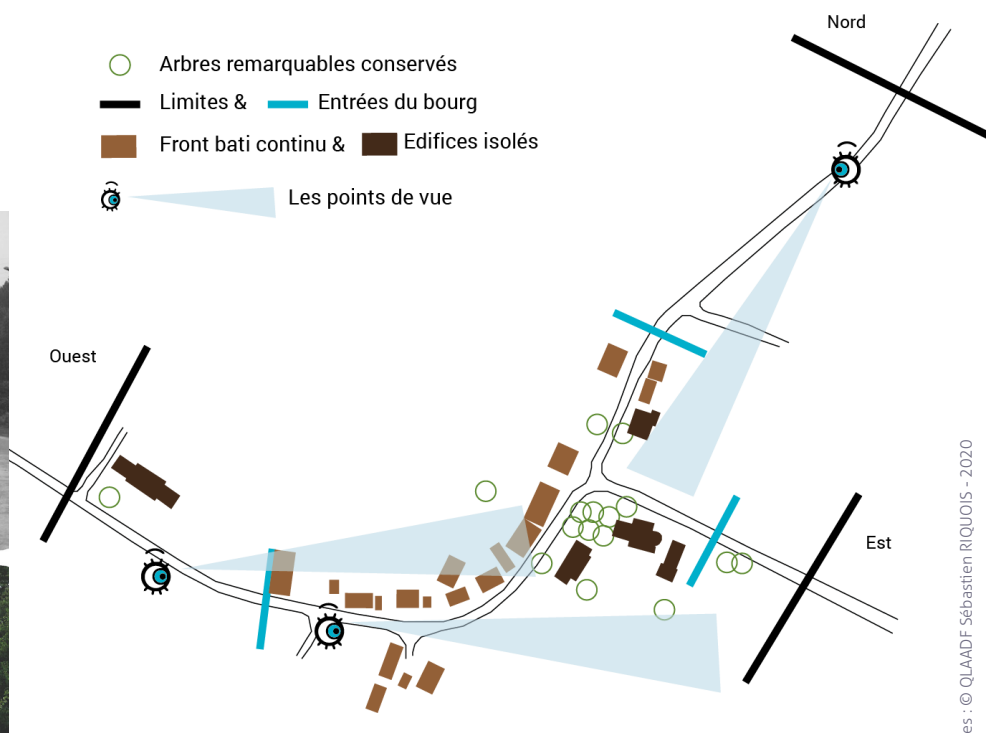 Nord
Arbres remarquables conservés
Limites & Entrées du bourg
Front bati continu & Edifices isolés
Les points de vue
Ouest
Est
es : © QLAADF Sébastien RIQUOIS - 2020